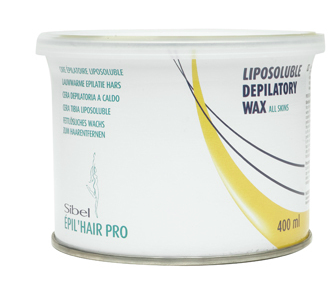 CIRE ÉPILATOIRE LIPOSOLUBLE
LAUWWARME EPILATIE HARS
CERA DEPILATORIA A CALDO
CERA TIBIA LIPOSOLUBLE
FETTLÖSLICHES WACHS
ZUM HAARENTFERNEN
Sibel
ÉPIL'HAIR PRO
LIPOSOLUBLE
DEPILATORY
WAX ALL SKINS
400 ml